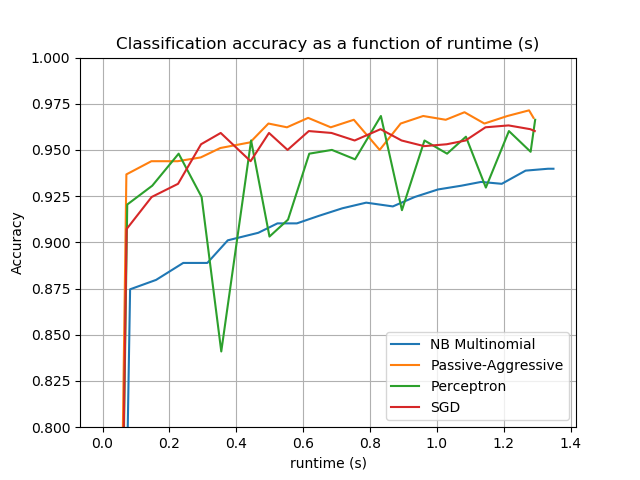 Classification accuracy as a function of runtime (s)
1.000
0.975
0.950
0.925
0.900
0.875
0.850
0.825
0.800
Accuracy
0.0 0.2 0.4 0.6 0.8 1.0 1.2 1.4
runtime (s)
NB Multinomial
Passive-Aggressive
Perceptron
SGD